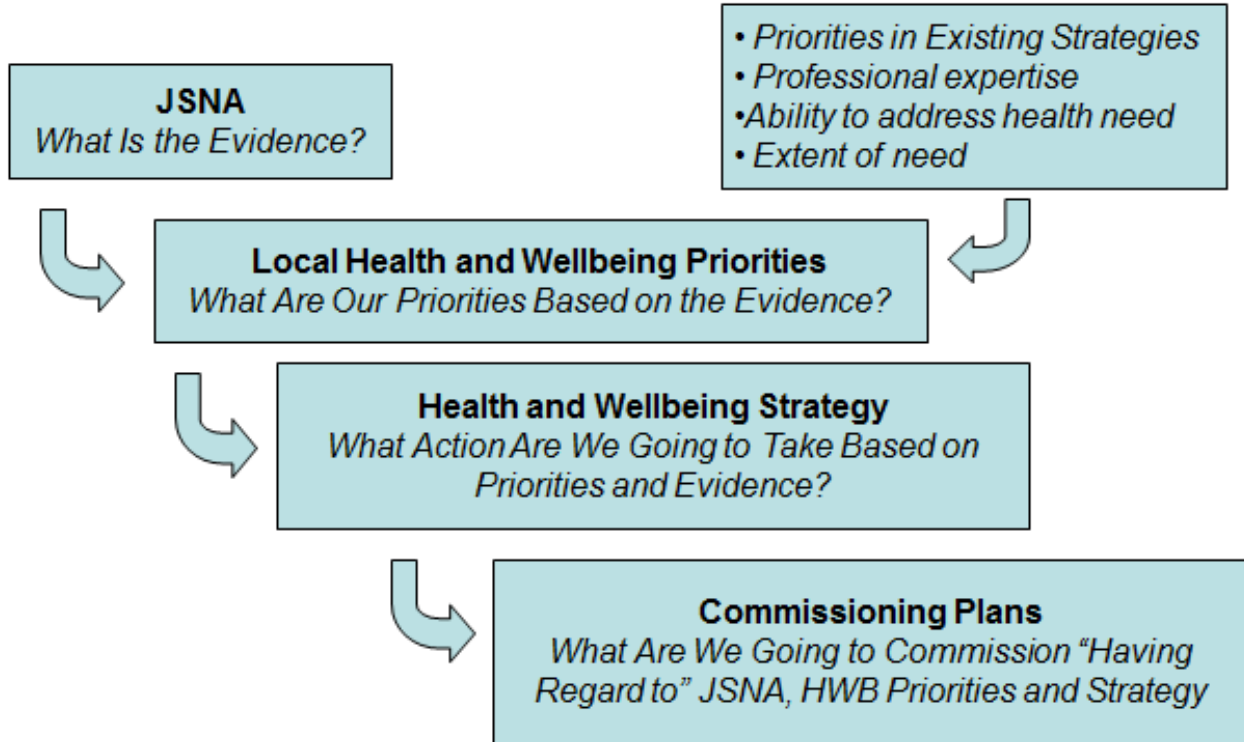 JSNA
What Is the Evidence?
• Priorities in Existing Strategies
• Professional expertise
•Ability to address health need
• Extent of need
Local Health and Wellbeing Priorities
What Are Our Priorities Based on the Evidence?
Health and Wellbeing Strategy
What Action Are We Going to Take Based on
Priorities and Evidence?
Commissioning Plans
What Are We Going to Commission “Having
Regard to” JSNA, HWB Priorities and Strategy